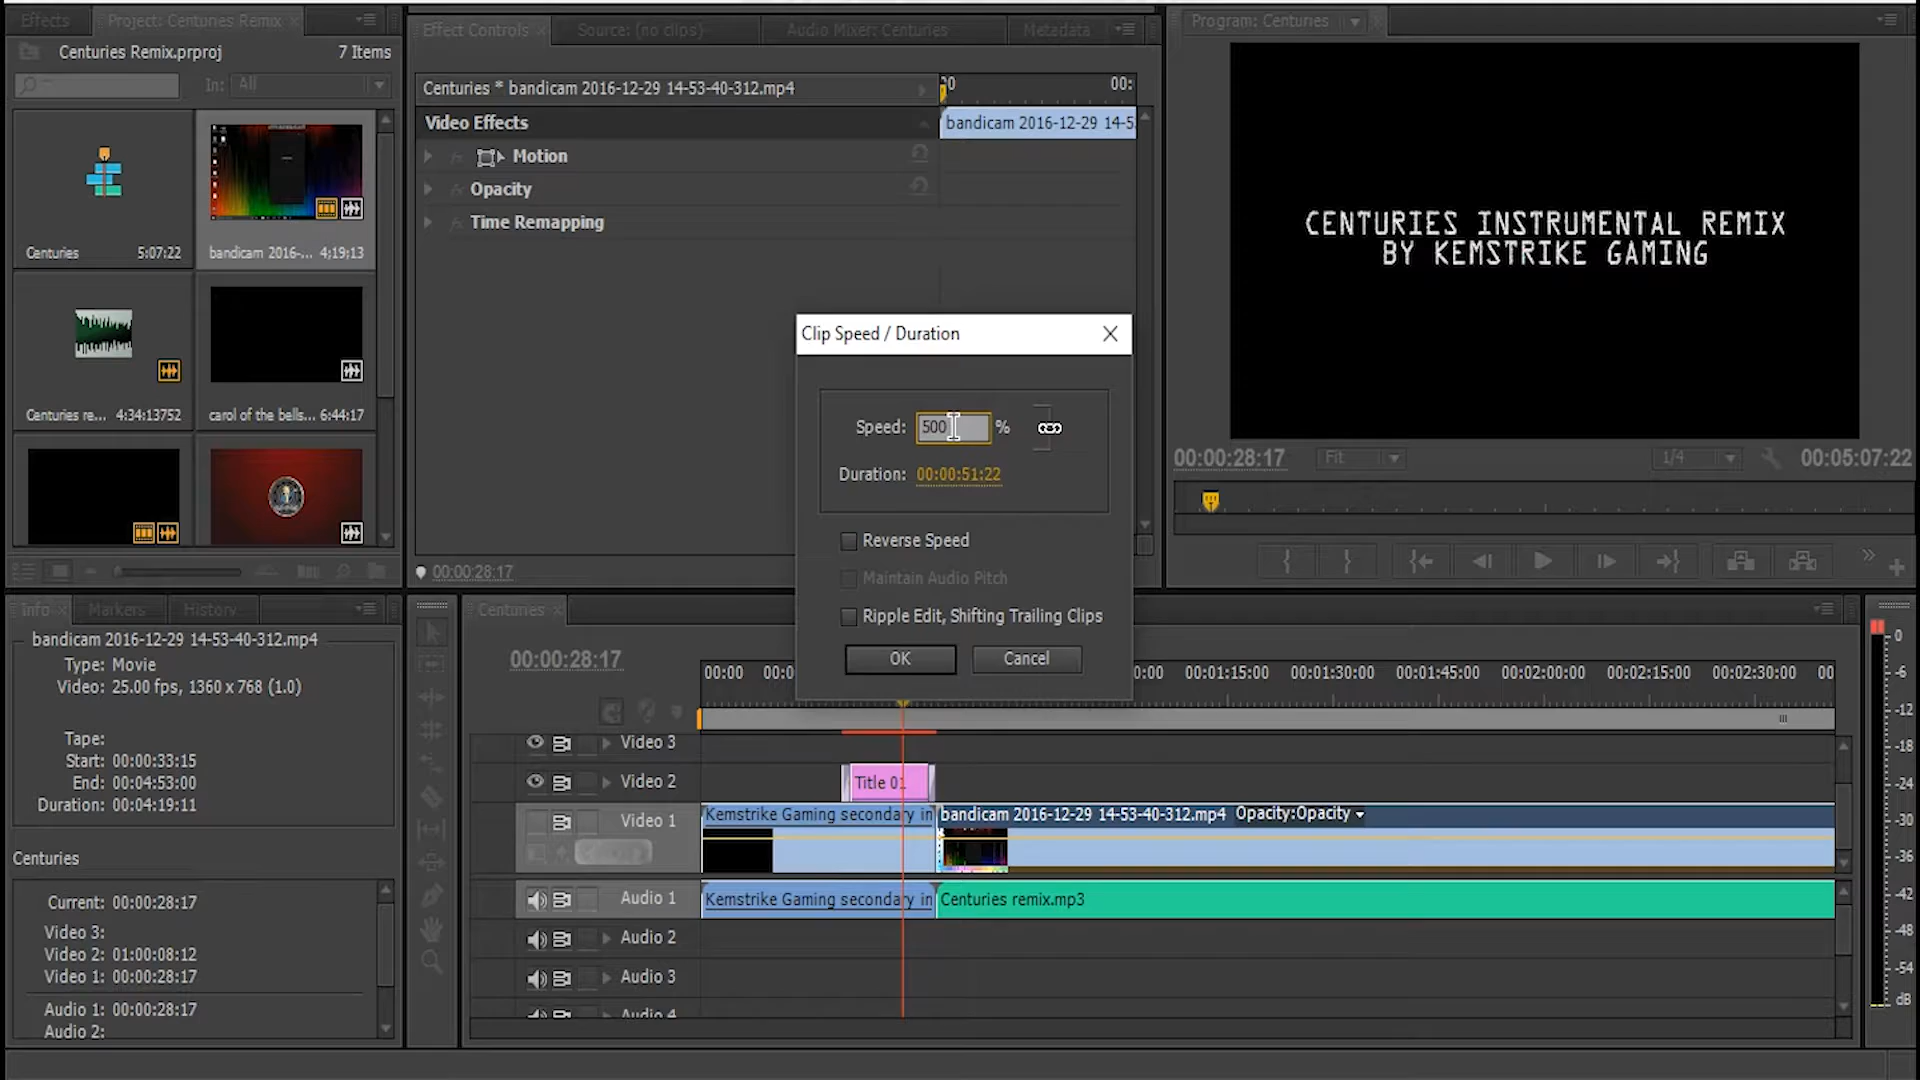 Effects
Project: Centuries Remix
Centuries Remix.prproj
7 Items
In: All
Centuries
5:07:22
bandicam 2016-...
4;19;13
Centuries re...
4:34:13752
carol of the bells...
6:44:17
Effect Controls
Source: (no clips)
Audio Mixer: Centuries
Metadata
Centuries * bandicam 2016-12-29 14-53-40-312.mp4
00:
Video Effects
bandicam 2016-12-29 14-5
Motion
Opacity
Time Remapping
00:00:28:17
Program: Centuries
CENTURIES INSTRUMENTAL REMIX
BY KEMSTRIKE GAMING
00:00:28:17
Fit
1/4
00:05:07:22
Clip Speed / Duration
Speed: 500 %
Duration: 00:00:51:22
Reverse Speed
Maintain Audio Pitch
Ripple Edit, Shifting Trailing Clips
OK
Cancel
Info
Markers
History
bandicam 2016-12-29 14-53-40-312.mp4
Type: Movie
Video: 25.00 fps, 1360 x 768 (1.0)
Tape:
Start: 00:00:33:15
End: 00:04:53:00
Duration: 00:04:19:11
Centuries
Current: 00:00:28:17
Video 3:
Video 2: 01:00:08:12
Video 1: 00:00:28:17
Audio 1: 00:00:28:17
Audio 2:
Centuries
00:00:28:17
00:00
00:0
0:00
00:01:15:00
00:01:30:00
00:01:45:00
00:02:00:00
00:02:15:00
00:02:30:00
00
Video 3
Video 2
Title 01
Video 1
Kemstrike Gaming secondary in
bandicam 2016-12-29 14-53-40-312.mp4 Opacity:Opacity
Audio 1
Kemstrike Gaming secondary in
Centuries remix.mp3
Audio 2
Audio 3
Audio 4
0
-6
-12
-18
-24
-30
-36
-42
-48
-54
dB